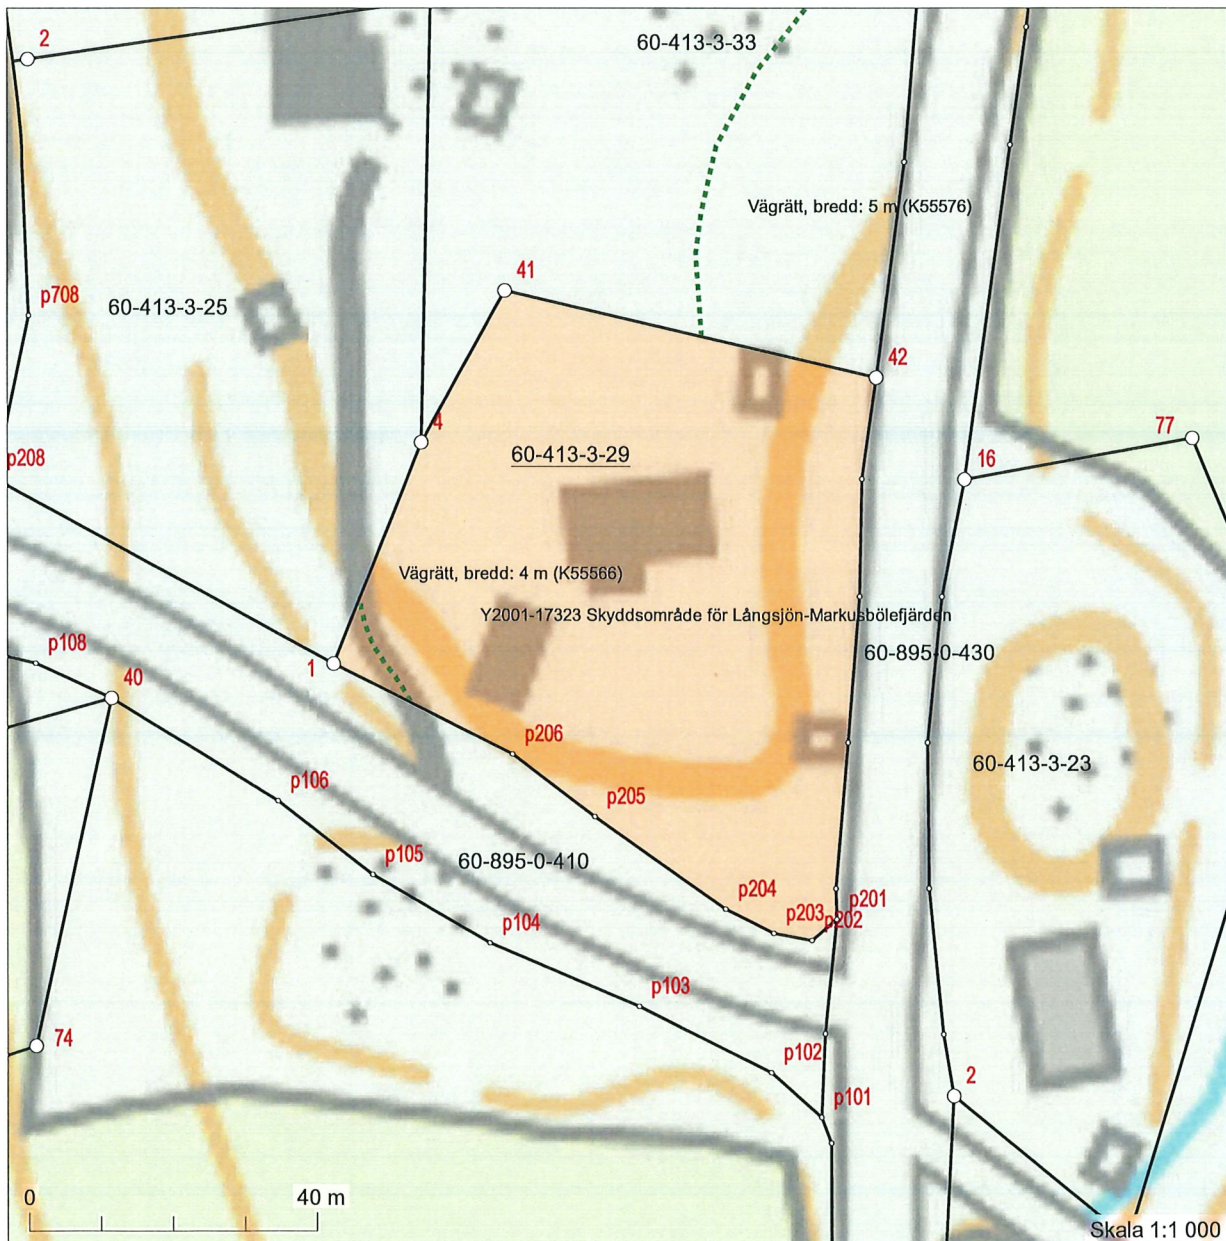 2
60-413-3-33
Vägrätt, bredd: 5 m (K55576)
41
p708
60-413-3-25
42
4
77
60-413-3-29
p208
16
Vägrätt, bredd: 4 m (K55566)
Y2001-17323 Skyddsområde för Långsjön-Markusbölefjärden
p108
1
60-895-0-430
40
p206
60-413-3-23
p106
p205
p105
60-895-0-410
p204
p201
p203
p202
p104
p103
74
p102
2
p101
0
40 m
Skala 1:1 000